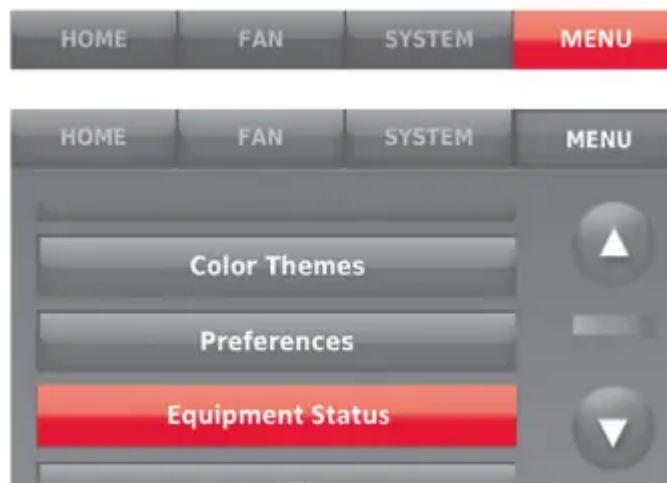 HOME FAN SYSTEM MENU
HOME FAN SYSTEM MENU
Color Themes
Preferences
Equipment Status